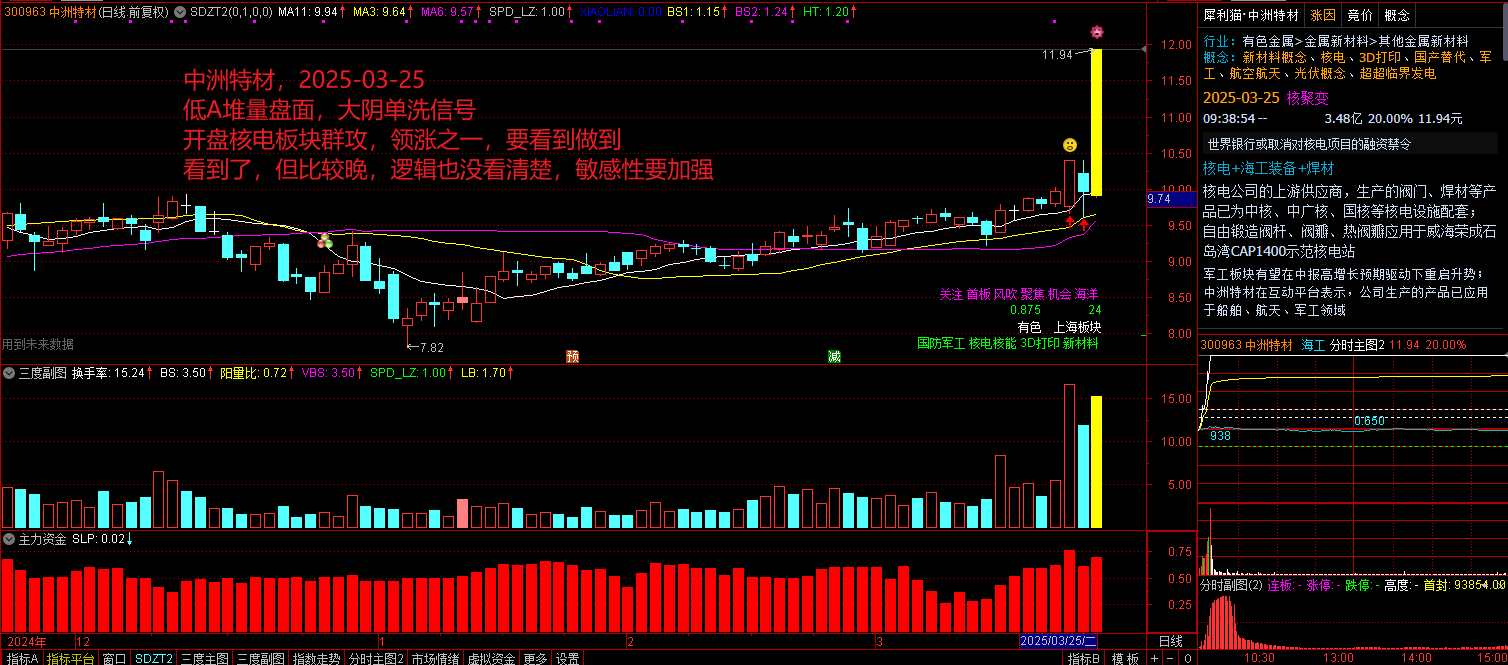 300963 中洲特材(日线.前复权) SDZT2(0,1,0,0) MA11: 9.94↑ MA3: 9.64↑ MA6: 9.57↑ SPD_LZ: 1.00↑ XIAOLIAN: 0.00 BS1: 1.15↑ BS2: 1.24↑ HT: 1.20↑
中洲特材，2025-03-25
低A堆量盘面，大阴单洗信号
开盘核电板块群攻，领涨之一，要看到做到
看到了，但比较晚，逻辑也没看清楚，敏感性要加强
11.94
12.00
11.50
11.00
10.50
10.00
9.74
9.50
9.00
8.50
8.00
←7.82
关注 首板 风吹 聚焦 机会 海洋
0.875 24
有色 上海板块
国防军工 核电核能 3D打印 新材料
用到未来数据
预
减
三度副图 换手率: 15.24↑ BS: 3.50↑ 阳量比: 0.72↑ VBS: 3.50↑ SPD_LZ: 1.00↑ LB: 1.70↑
15.00
10.00
5.00
主力资金 SLP: 0.02↓
0.75
0.50
0.25
2024年 12 1 2 3 2025/03/25/二 日线
指标A 指标平台 窗口 SDZT2 三度主图 三度副图 指数走势 分时主图2 市场情绪 虚拟资金 更多 设置 指标B 模板 + − 0
犀利猫·中洲特材 涨因 竞价 概念
行业: 有色金属>金属新材料>其他金属新材料
概念: 新材料概念、核电、3D打印、国产替代、军
工、航空航天、光伏概念、超超临界发电
2025-03-25 核聚变
09:38:54 -- 3.48亿 20.00% 11.94元
世界银行或取消对核电项目的融资禁令
核电+海工装备+焊材
核电公司的上游供应商，生产的阀门、焊材等产
品已为中核、中广核、国核等核电设施配套；
自由锻造阀杆、阀瓣、热阀瓣应用于威海荣成石
岛湾CAP1400示范核电站
军工板块有望在中报高增长预期驱动下重启升势；
中洲特材在互动平台表示，公司生产的产品已应用
于船舶、航天、军工领域
300963 中洲特材 海工 分时主图2 11.94 20.00%
0.650
938
分时副图(2) 连板: - 涨停: - 跌停: - 高度: - 首封: 93854.00
10:30 13:00 14:00 15:00